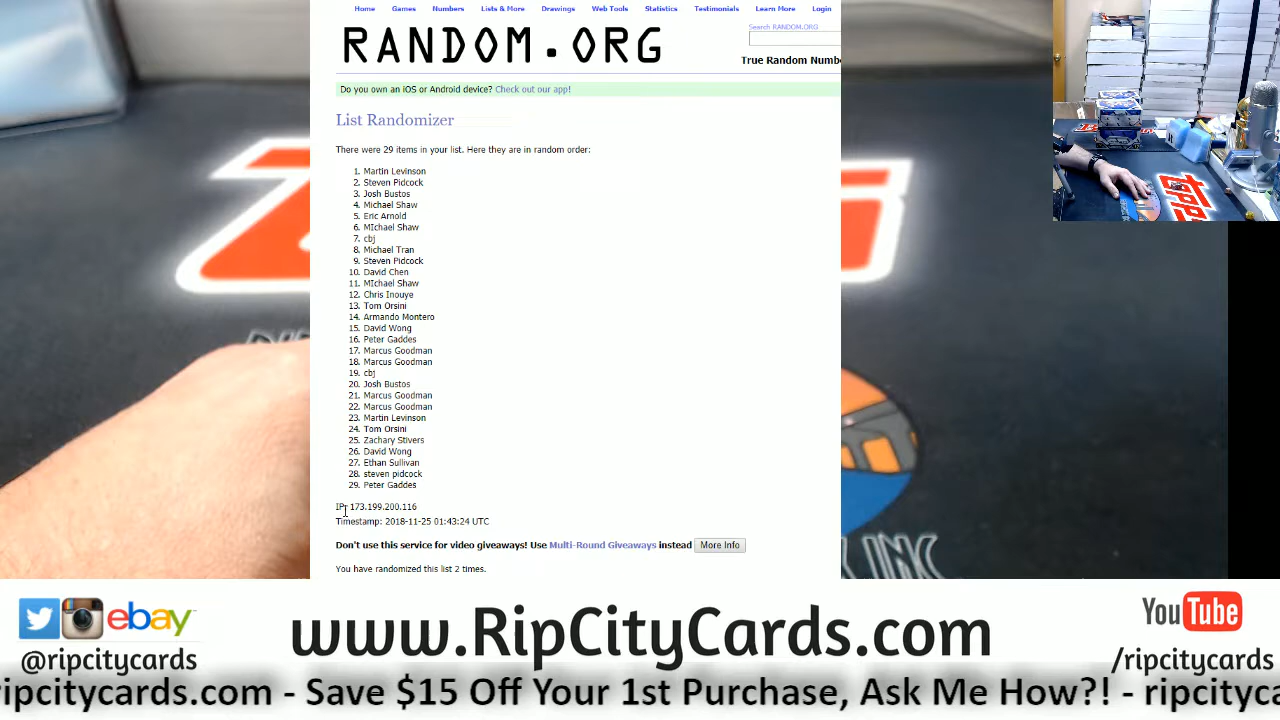 Home Games Numbers Lists & More Drawings Web Tools Statistics Testimonials Learn More Login
RANDOM.ORG
Search RANDOM.ORG
True Random Numb
Do you own an iOS or Android device? Check out our app!
List Randomizer
There were 29 items in your list. Here they are in random order:
1. Martin Levinson
2. Steven Pidcock
3. Josh Bustos
4. Michael Shaw
5. Eric Arnold
6. MIchael Shaw
7. cbj
8. Michael Tran
9. Steven Pidcock
10. David Chen
11. MIchael Shaw
12. Chris Inouye
13. Tom Orsini
14. Armando Montero
15. David Wong
16. Peter Gaddes
17. Marcus Goodman
18. Marcus Goodman
19. cbj
20. Josh Bustos
21. Marcus Goodman
22. Marcus Goodman
23. Martin Levinson
24. Tom Orsini
25. Zachary Stivers
26. David Wong
27. Ethan Sullivan
28. steven pidcock
29. Peter Gaddes
IP: 173.199.200.116
Timestamp: 2018-11-25 01:43:24 UTC
Don't use this service for video giveaways! Use Multi-Round Giveaways instead More Info
You have randomized this list 2 times.
topps
INC
ebay
@ripcitycards
www.RipCityCards.com
YouTube
/ripcitycards
ripcitycards.com - Save $15 Off Your 1st Purchase, Ask Me How?! - ripcityca